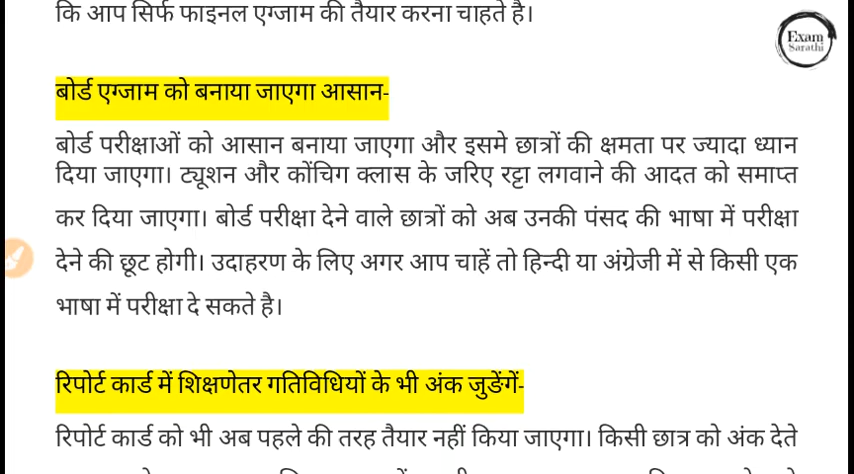 कि आप सिर्फ फाइनल एग्जाम की तैयार करना चाहते है।
Exam
Sarathi
बोर्ड एग्जाम को बनाया जाएगा आसान-
बोर्ड परीक्षाओं को आसान बनाया जाएगा और इसमे छात्रों की क्षमता पर ज्यादा ध्यान
दिया जाएगा। ट्यूशन और कोंचिग क्लास के जरिए रट्टा लगवाने की आदत को समाप्त
कर दिया जाएगा। बोर्ड परीक्षा देने वाले छात्रों को अब उनकी पंसद की भाषा में परीक्षा
देने की छूट होगी। उदाहरण के लिए अगर आप चाहें तो हिन्दी या अंग्रेजी में से किसी एक
भाषा में परीक्षा दे सकते है।
रिपोर्ट कार्ड में शिक्षणेतर गतिविधियों के भी अंक जुङेंगें-
रिपोर्ट कार्ड को भी अब पहले की तरह तैयार नहीं किया जाएगा। किसी छात्र को अंक देते